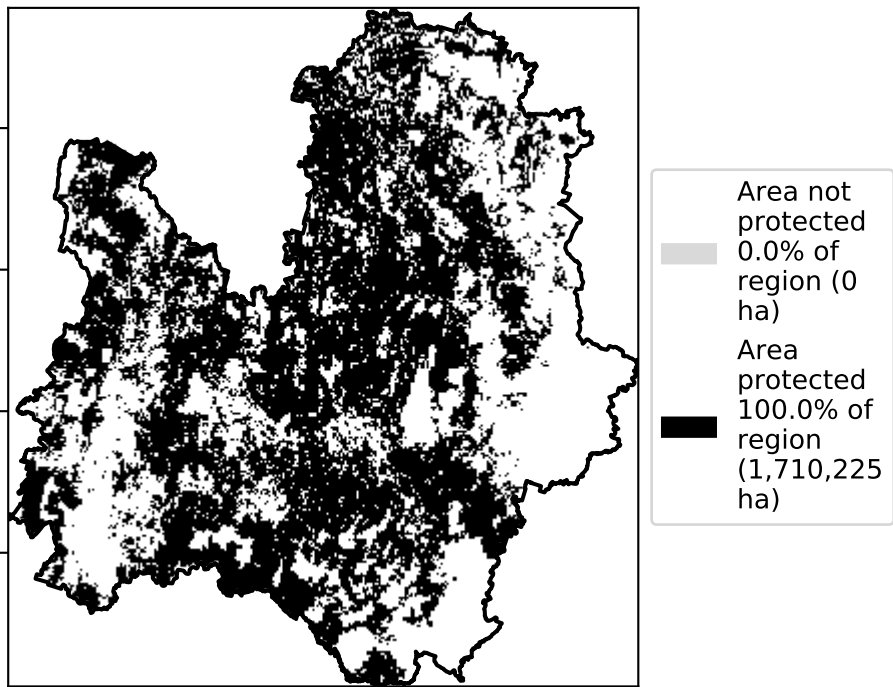 Area not
protected
0.0% of
region (0
ha)
Area
protected
100.0% of
region
(1,710,225
ha)